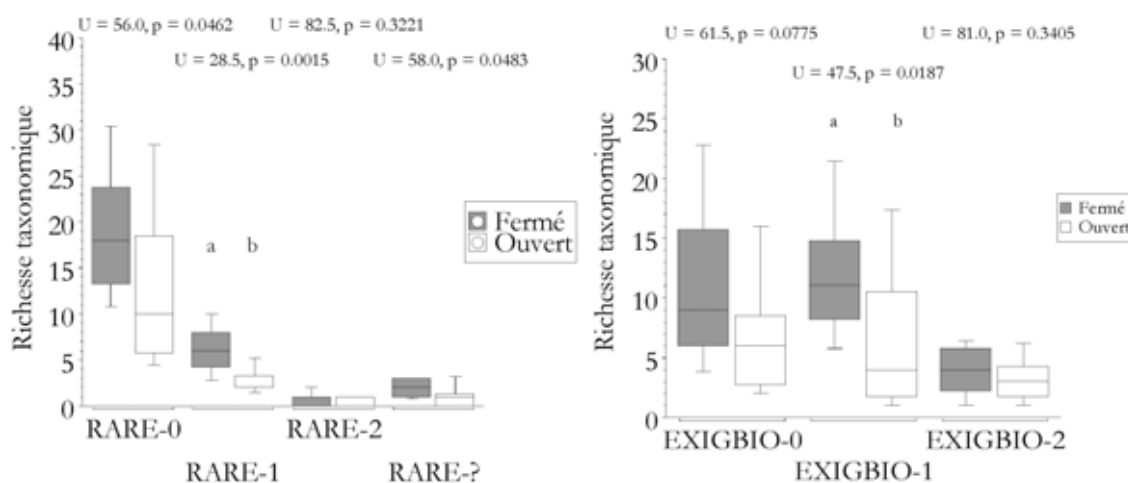 U = 56.0, p = 0.0462
U = 82.5, p = 0.3221
U = 28.5, p = 0.0015
U = 58.0, p = 0.0483
Richesse taxonomique
40
35
30
25
20
15
10
5
0
a
b
Fermé
Ouvert
RARE-0
RARE-2
RARE-1
RARE-?
U = 61.5, p = 0.0775
U = 81.0, p = 0.3405
U = 47.5, p = 0.0187
Richesse taxonomique
30
25
20
15
10
5
0
a
b
Fermé
Ouvert
EXIGBIO-0
EXIGBIO-2
EXIGBIO-1